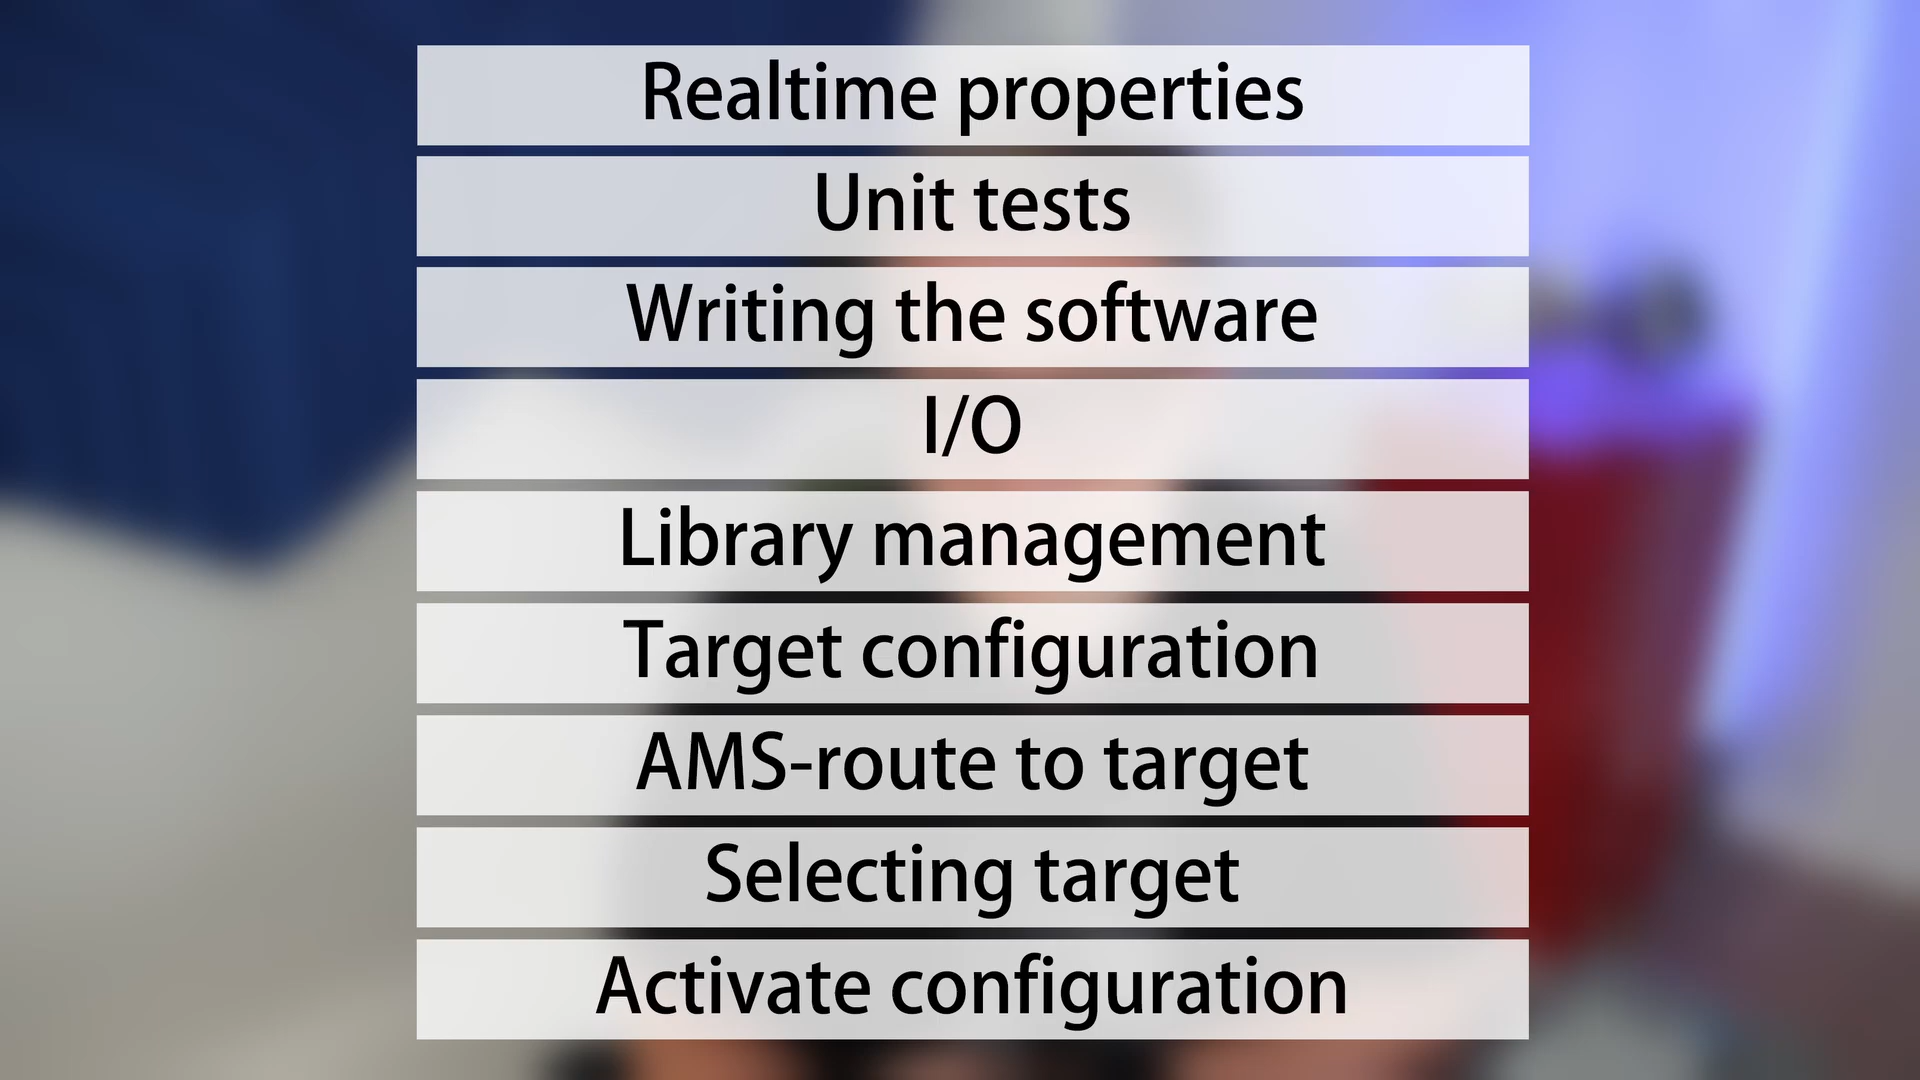 Realtime properties
Unit tests
Writing the software
I/O
Library management
Target configuration
AMS-route to target
Selecting target
Activate configuration